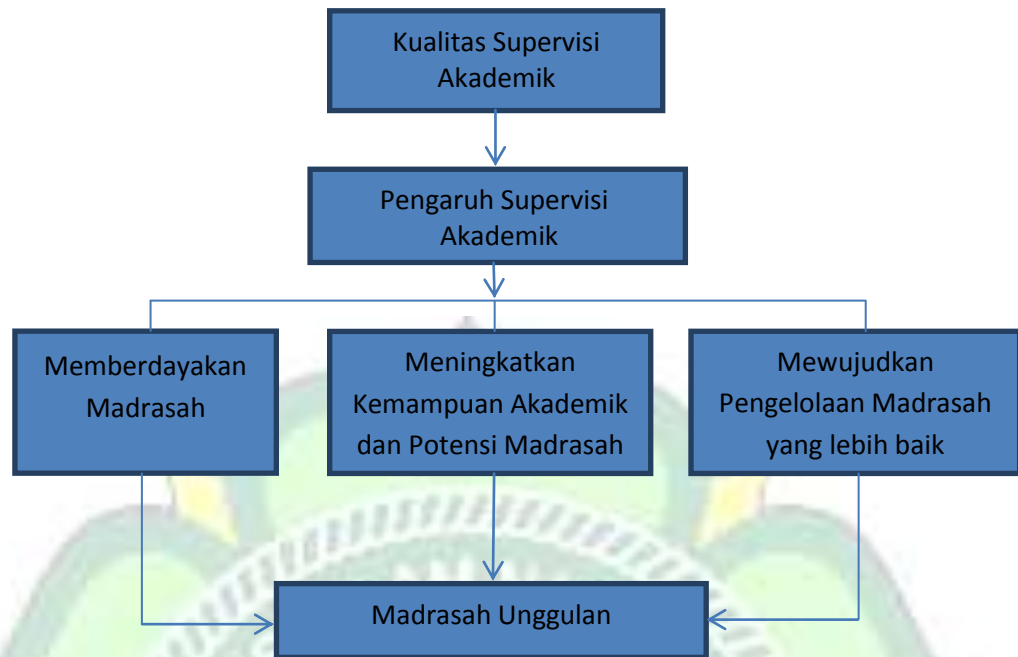 Kualitas Supervisi
Akademik
Pengaruh Supervisi
Akademik
Memberdayakan
Madrasah
Meningkatkan
Kemampuan Akademik
dan Potensi Madrasah
Mewujudkan
Pengelolaan Madrasah
yang lebih baik
Madrasah Unggulan